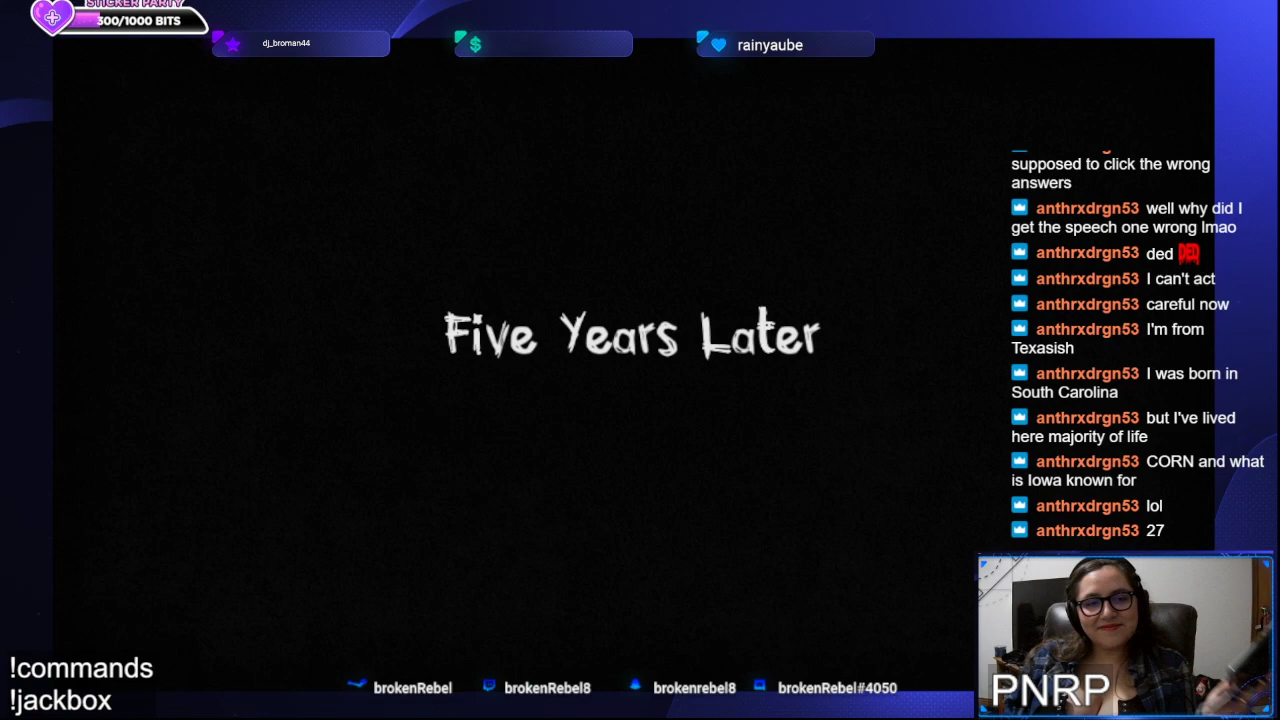 STICKER PARTY
300/1000 BITS
dj_broman44
$
rainyaube
supposed to click the wrong
answers
anthrxdrgn53 well why did I
get the speech one wrong lmao
anthrxdrgn53 ded DED
anthrxdrgn53 I can't act
anthrxdrgn53 careful now
anthrxdrgn53 I'm from
Texasish
anthrxdrgn53 I was born in
South Carolina
anthrxdrgn53 but I've lived
here majority of life
anthrxdrgn53 CORN and what
is Iowa known for
anthrxdrgn53 lol
anthrxdrgn53 27
Five Years Later
!commands
!jackbox
brokenRebel
brokenRebel8
brokenrebel8
brokenRebel#4050
PNRP